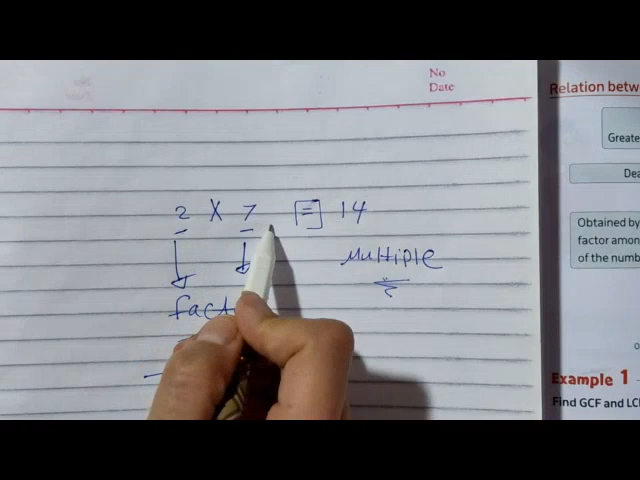 No
Date
2 X 7 = 14
Multiple
Relation betw
Greate
Dea
Obtained by
factor among
of the numb
Example 1
Find GCF and LC